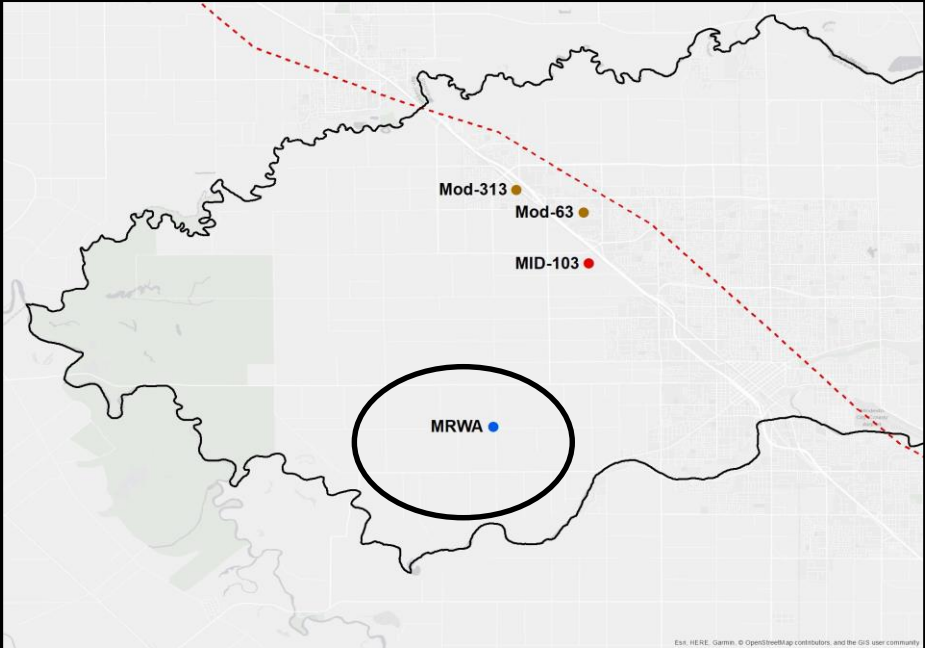 Mod-313
Mod-63
MID-103
MRWA
Esri, HERE, Garmin, © OpenStreetMap contributors, and the GIS user community